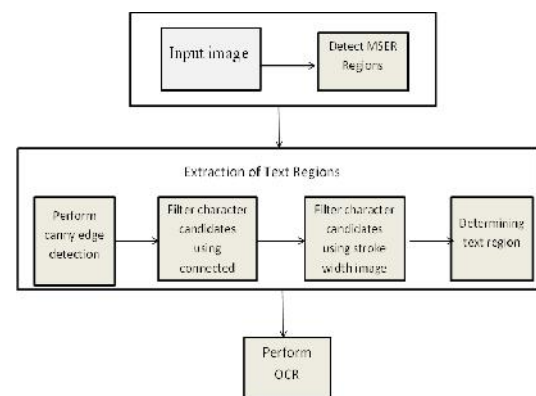 Input image
Detect MSER
Regions
Extraction of Text Regions
Perform
canny edge
detection
Filter character
candidates
using
connected
Filter character
candidates
using stroke
width image
Determining
text region
Perform
OCR